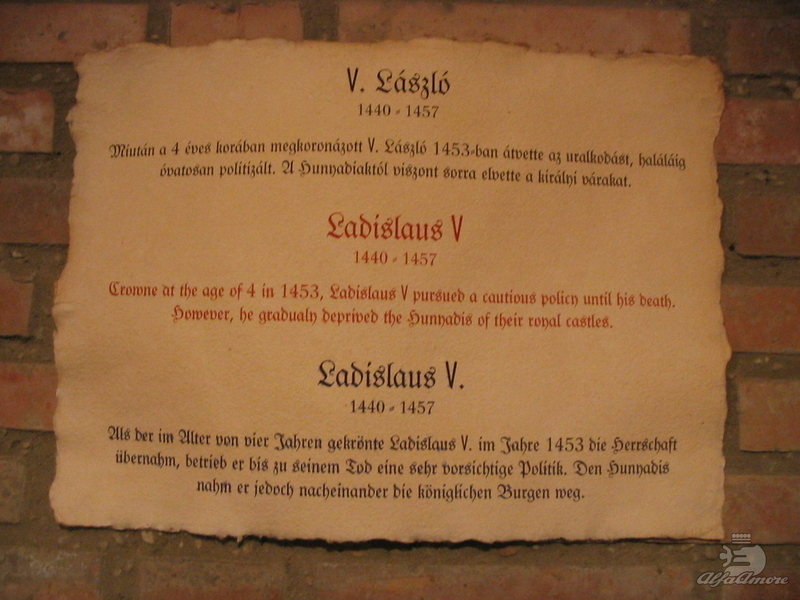 V. László
1440 - 1457
Miután a 4 éves korában megkoronázott V. László 1453-ban átvette az uralkodást, haláláig
óvatosan politizált. A Hunyadiaktól viszont sorra elvette a királyi várakat.
Ladislaus V
1440 - 1457
Crowne at the age of 4 in 1453, Ladislaus V pursued a cautious policy until his death.
However, he gradualy deprived the Hunyadis of their royal castles.
Ladislaus V.
1440 - 1457
Als der im Alter von vier Jahren gekrönte Ladislaus V. im Jahre 1453 die Herrschaft
übernahm, betrieb er bis zu seinem Tod eine sehr vorsichtige Politik. Den Hunyadis
nahm er jedoch nacheinander die königlichen Burgen weg.
AlfaAmore